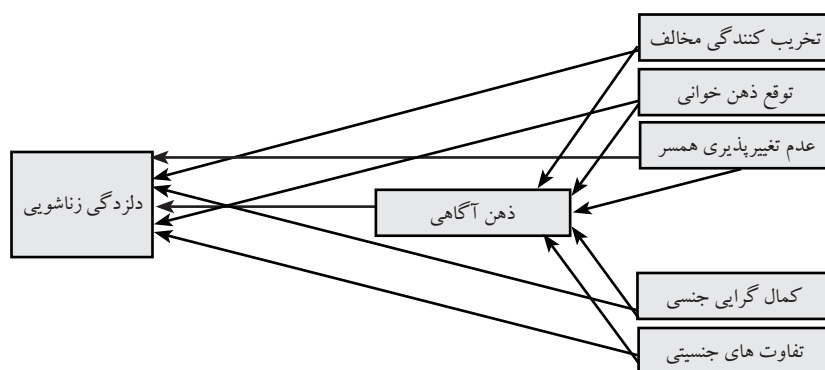 تخریب کنندگی مخالف
توقع ذهن خوانی
عدم تغییرپذیری همسر
دلزدگی زناشویی
ذهن آگاهی
کمال گرایی جنسی
تفاوت های جنسیتی